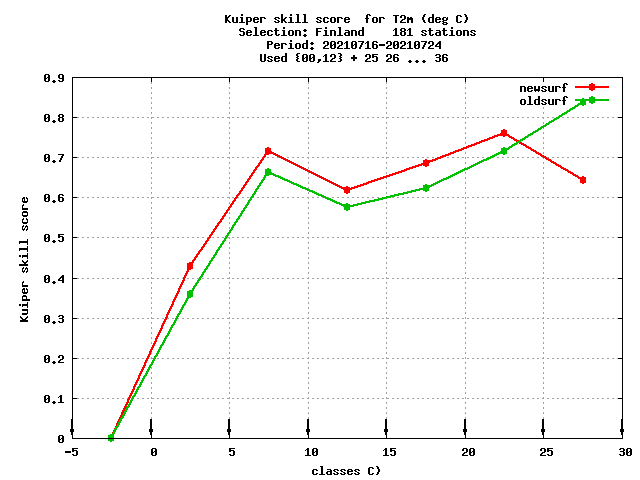 Kuiper skill score  for T2m (deg C)
Selection: Finland    181 stations
Period: 20210716-20210724
Used {00,12} + 25 26 ... 36
newsurf
oldsurf
0.9
0.8
0.7
0.6
0.5
0.4
0.3
0.2
0.1
0
Kuiper skill score
-5 0 5 10 15 20 25 30
classes C)